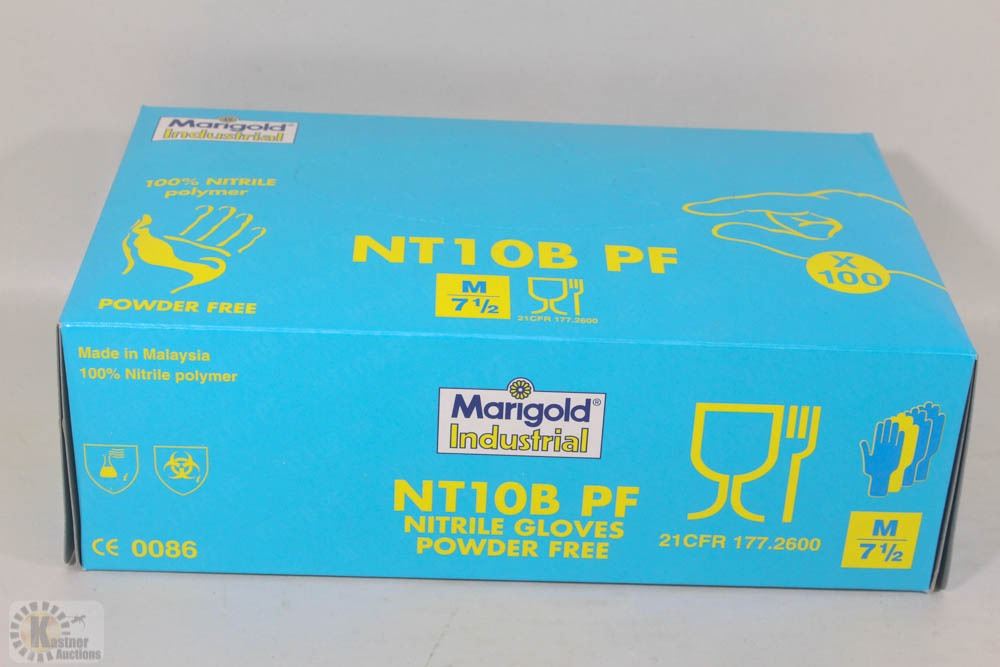 Marigold®
Industrial
100% NITRILE
polymer
POWDER FREE
NT10B PF
M
7 1/2
21CFR 177.2600
X
100
Made in Malaysia
100% Nitrile polymer
Marigold®
Industrial
NT10B PF
NITRILE GLOVES
POWDER FREE
i
i
CE 0086
21CFR 177.2600
M
7 1/2
Kastner
Auctions